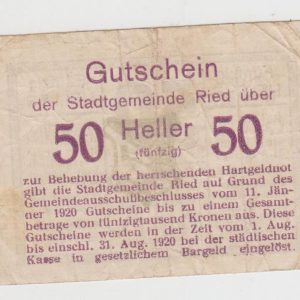 Gutschein
der Stadtgemeinde Ried über
50 Heller 50
(fünfzig)
zur Behebung der herrschenden Hartgeldnot
gibt die Stadtgemeinde Ried auf Grund des
Gemeindeausschußbeschlusses vom 11. Jän-
ner 1920 Gutscheine bis zu einem Gesamt-
betrage von fünfzigtausend Kronen aus. Diese
Gutscheine werden in der Zeit vom 1. Aug.
bis einschl. 31. Aug. 1920 bei der städtischen
Kasse in gesetzlichem Bargeld eingelöst.